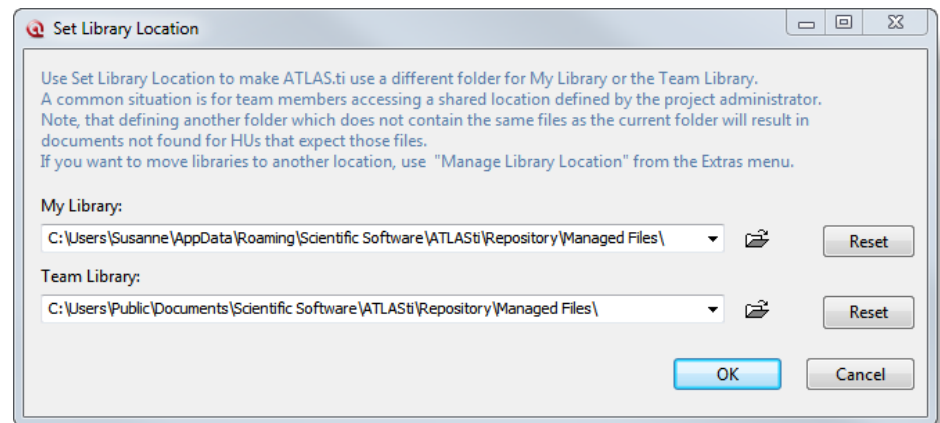 Set Library Location
Use Set Library Location to make ATLAS.ti use a different folder for My Library or the Team Library.
A common situation is for team members accessing a shared location defined by the project administrator.
Note, that defining another folder which does not contain the same files as the current folder will result in
documents not found for HUs that expect those files.
If you want to move libraries to another location, use  "Manage Library Location" from the Extras menu.
My Library:
C:\Users\Susanne\AppData\Roaming\Scientific Software\ATLASti\Repository\Managed Files\
Reset
Team Library:
C:\Users\Public\Documents\Scientific Software\ATLASti\Repository\Managed Files\
Reset
OK
Cancel